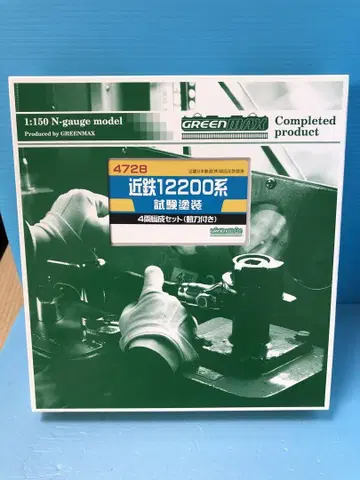 1:150 N-gauge model
Produced by GREENMAX
GREENMAX
Completed
product
4728
近鉄12200系
試験塗装
4両編成セット(動力付き)
GREENMAX